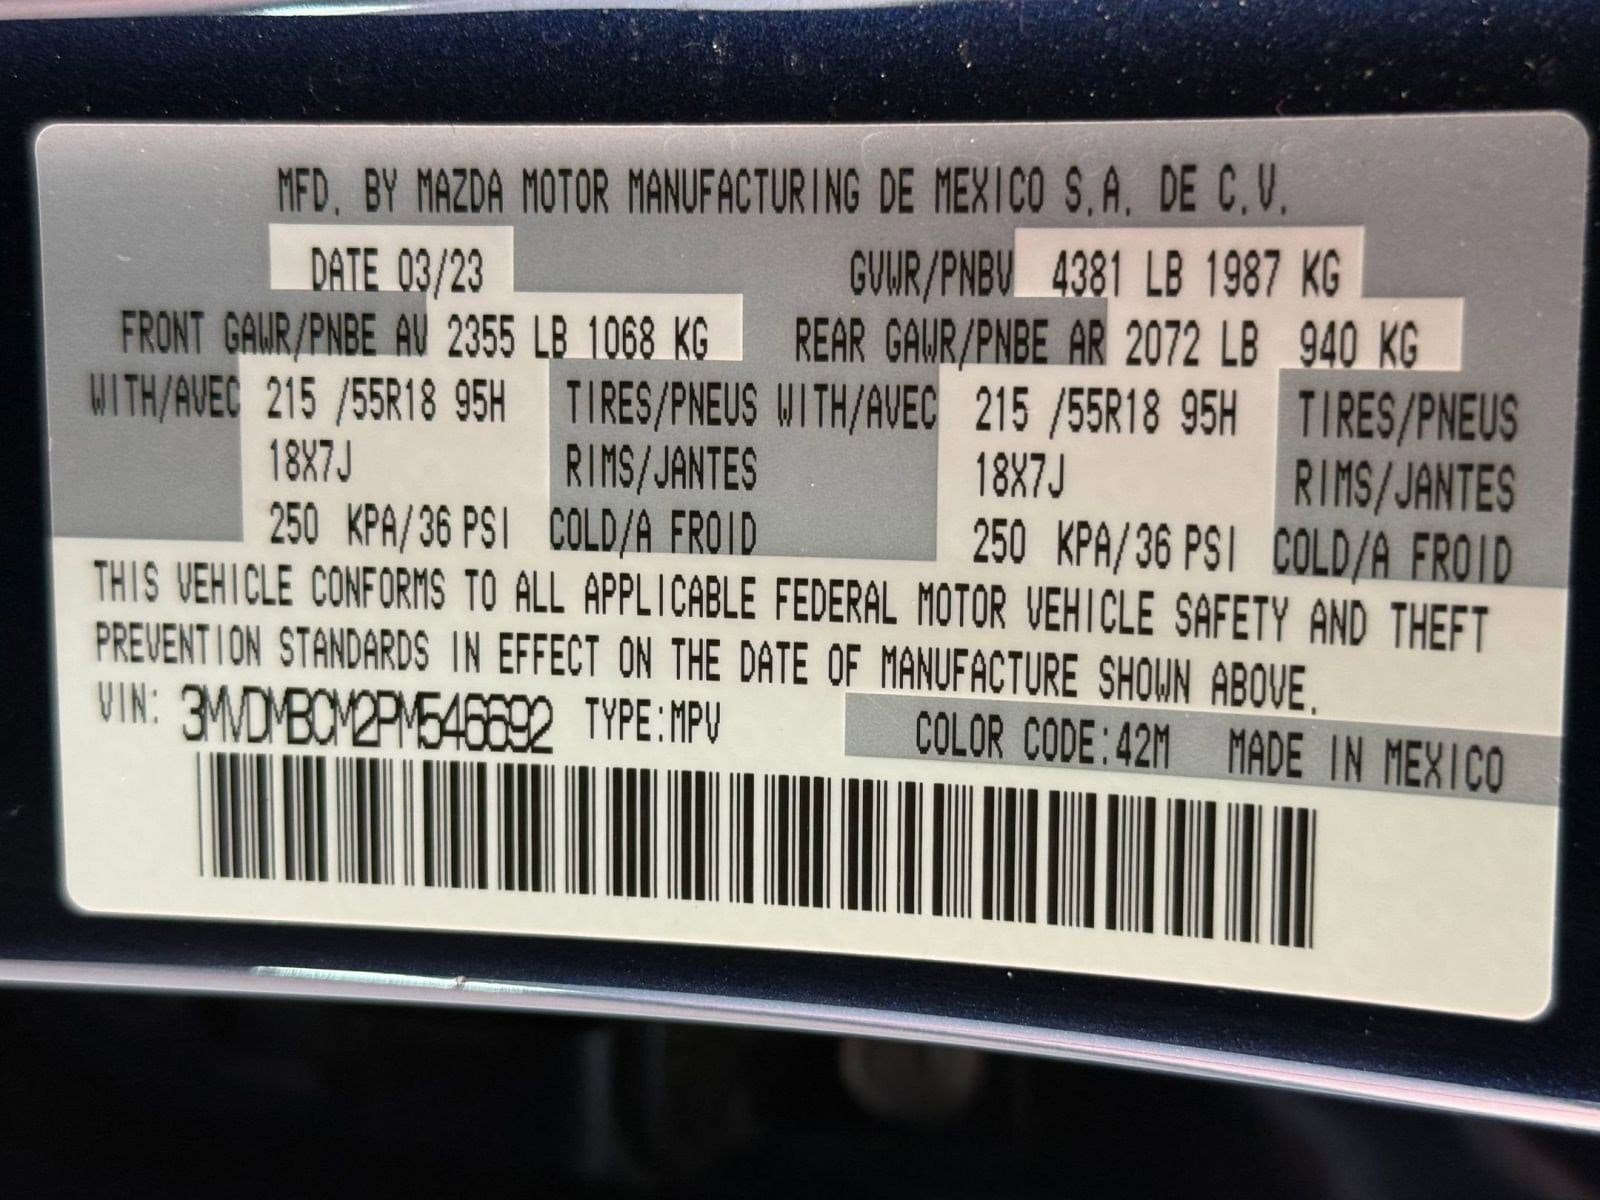 MFD. BY MAZDA MOTOR MANUFACTURING DE MEXICO S.A. DE C.V.
DATE 03/23 GVWR/PNBV 4381 LB 1987 KG
FRONT GAWR/PNBE AV 2355 LB 1068 KG REAR GAWR/PNBE AR 2072 LB 940 KG
WITH/AVEC 215 /55R18 95H TIRES/PNEUS WITH/AVEC 215 /55R18 95H TIRES/PNEUS
18X7J RIMS/JANTES 18X7J RIMS/JANTES
250 KPA/36 PSI COLD/A FROID 250 KPA/36 PSI COLD/A FROID
THIS VEHICLE CONFORMS TO ALL APPLICABLE FEDERAL MOTOR VEHICLE SAFETY AND THEFT
PREVENTION STANDARDS IN EFFECT ON THE DATE OF MANUFACTURE SHOWN ABOVE.
VIN: 3MVDMBCM2PM546692 TYPE:MPV COLOR CODE:42M MADE IN MEXICO